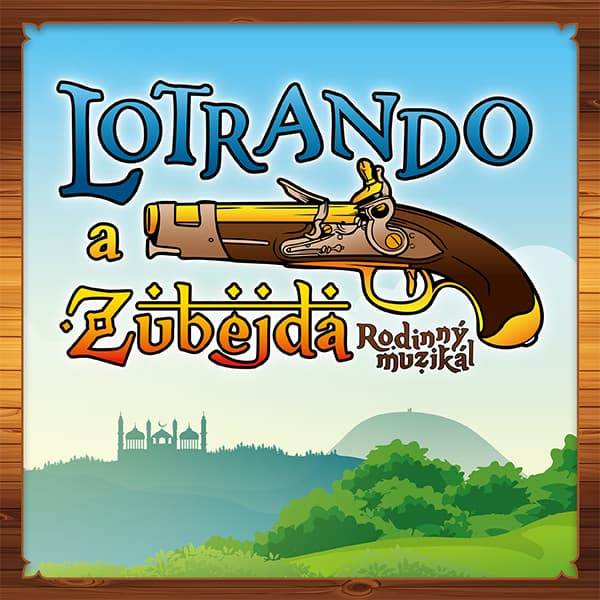 LOTRANDO
a
Zubejda
Rodinný
muzikál